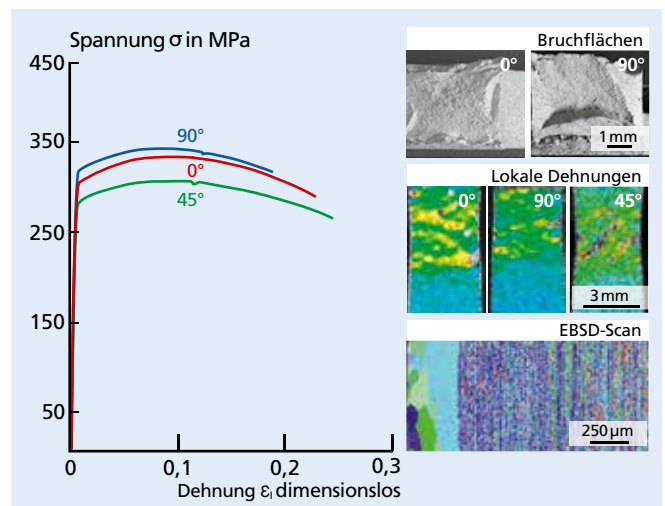 Spannung σ in MPa
450
350
250
150
50
0
0,1
0,2
0,3
Dehnung εₗ dimensionslos
90°
0°
45°
Bruchflächen
0°
90°
1 mm
Lokale Dehnungen
0°
90°
45°
3 mm
EBSD-Scan
250 µm